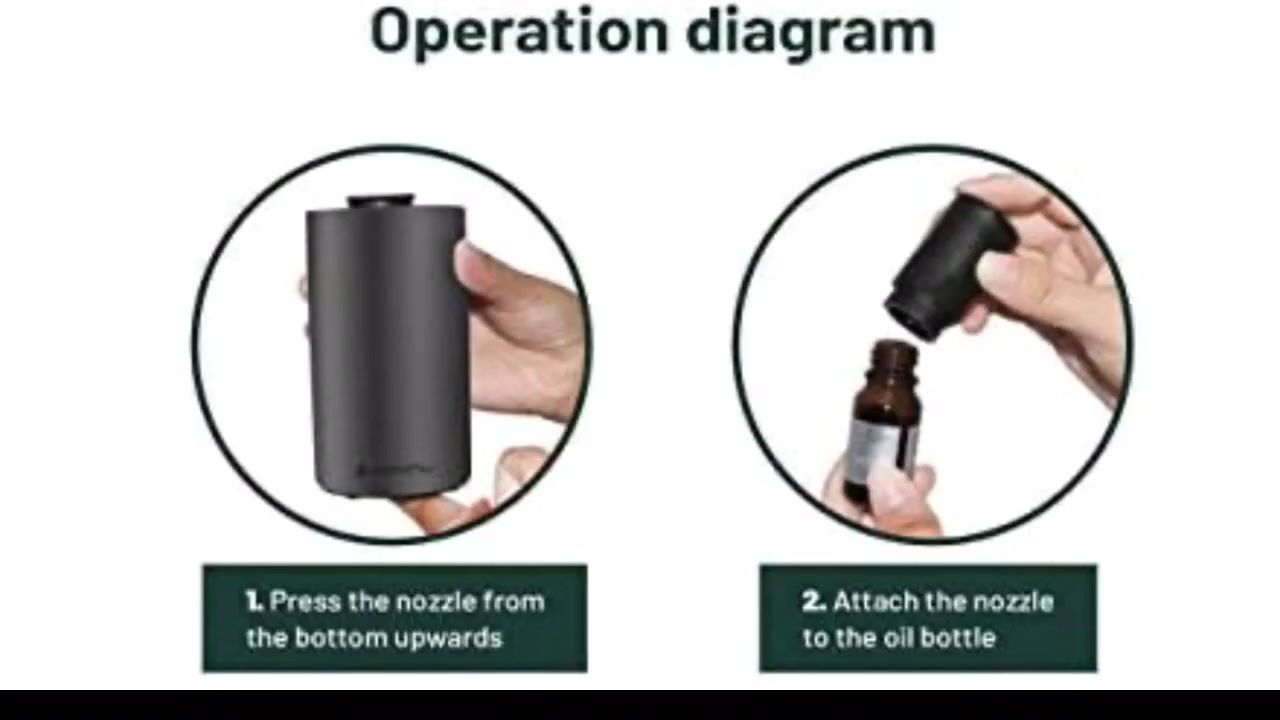 Operation diagram
1. Press the nozzle from
the bottom upwards
2. Attach the nozzle
to the oil bottle